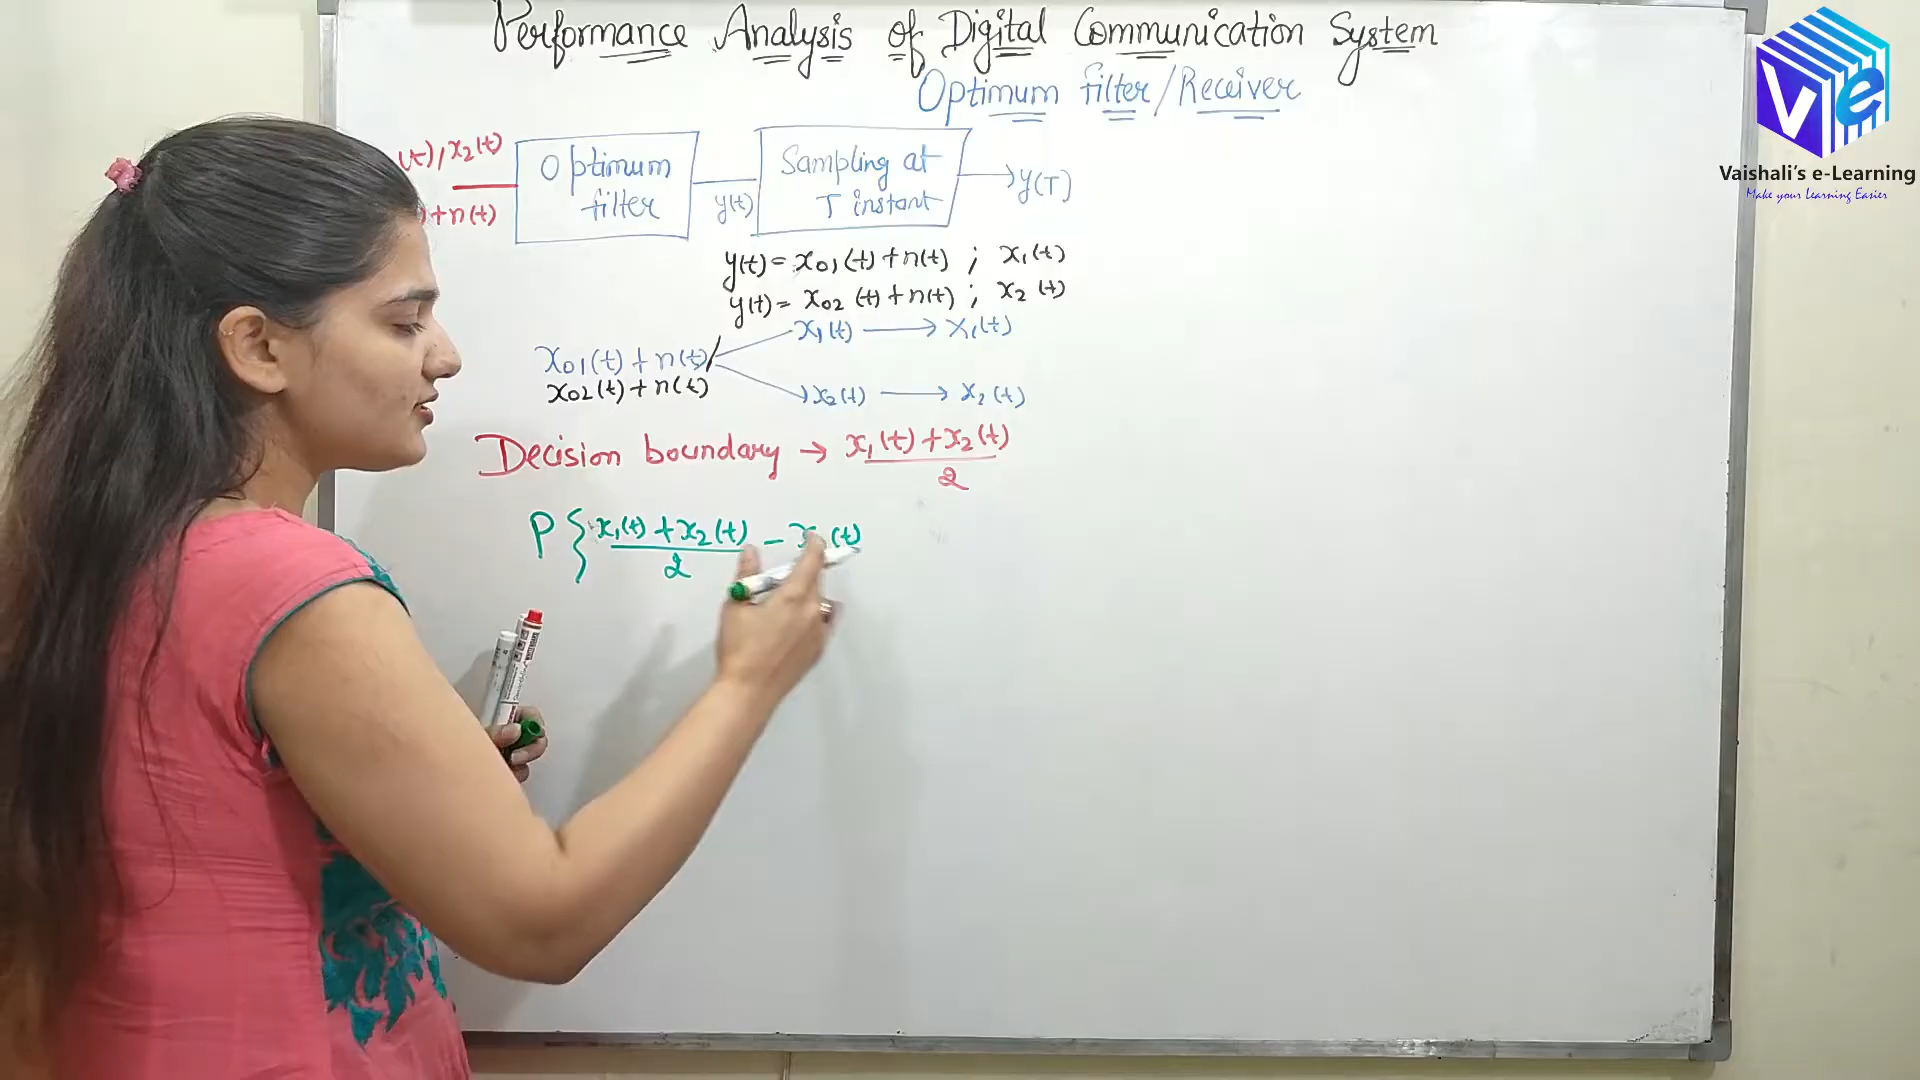 Performance Analysis of Digital Communication System
Optimum filter/Receiver
(t)/x2(t)
)+n(t)
Optimum
filter
y(t)
Sampling at
T instant
y(T)
y(t)= x01(t)+n(t) ; x1(t)
y(t)= x02(t)+n(t) ; x2(t)
x01(t)+n(t)/
x02(t)+n(t)
x1(t) → x1(t)
x2(t) → x2(t)
Decision boundary → x1(t)+x2(t)
2
P{ x1(t)+x2(t) - x (t)
2
Ve
Vaishali's e-Learning
Make your Learning Easier